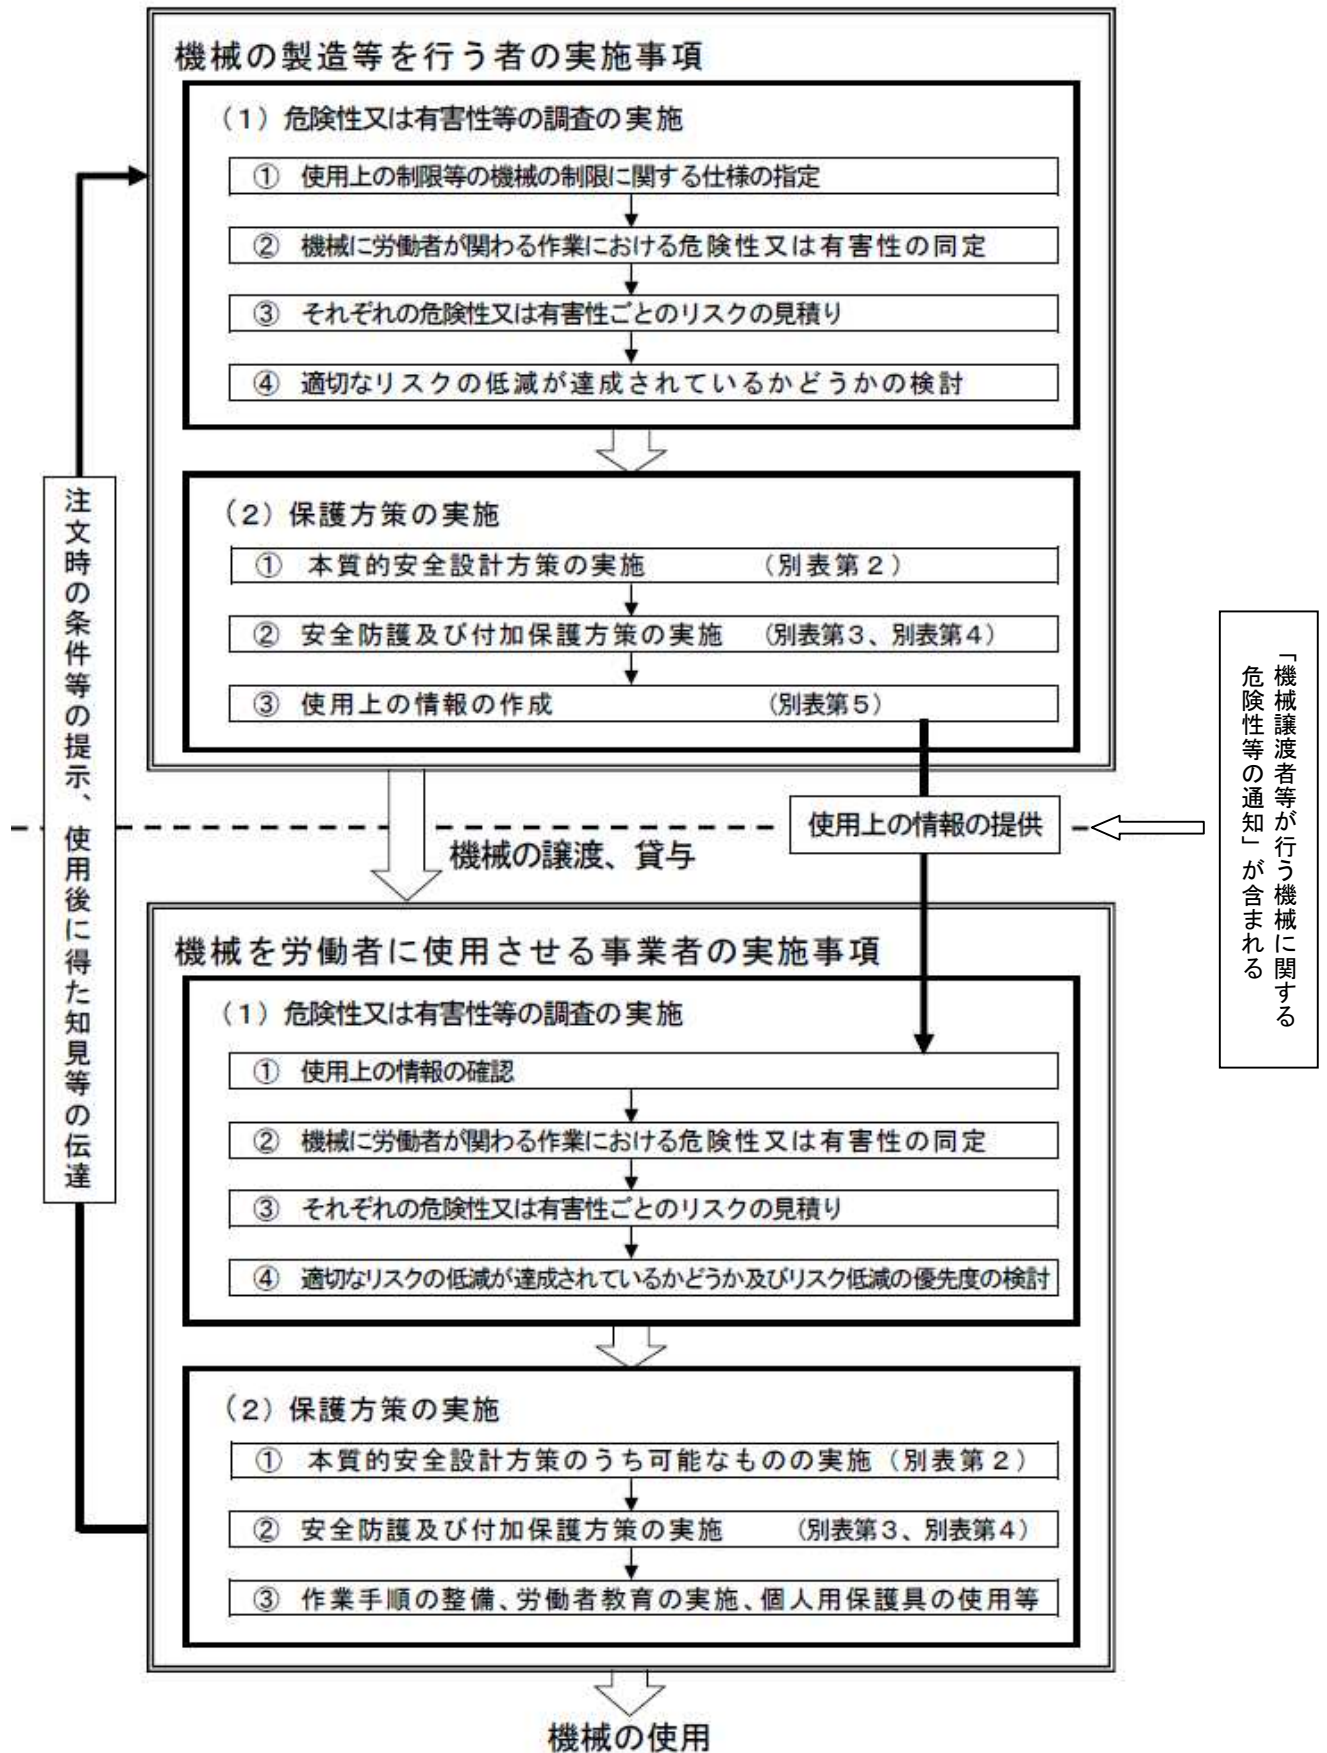 機械の製造等を行う者の実施事項
（1）危険性又は有害性等の調査の実施
① 使用上の制限等の機械の制限に関する仕様の指定
② 機械に労働者が関わる作業における危険性又は有害性の同定
③ それぞれの危険性又は有害性ごとのリスクの見積り
④ 適切なリスクの低減が達成されているかどうかの検討
（2）保護方策の実施
① 本質的安全設計方策の実施 （別表第２）
② 安全防護及び付加保護方策の実施 （別表第３、別表第４）
③ 使用上の情報の作成 （別表第５）
注文時の条件等の提示、使用後に得た知見等の伝達
使用上の情報の提供
「機械譲渡者等が行う機械に関する
危険性等の通知」が含まれる
機械の譲渡、貸与
機械を労働者に使用させる事業者の実施事項
（1）危険性又は有害性等の調査の実施
① 使用上の情報の確認
② 機械に労働者が関わる作業における危険性又は有害性の同定
③ それぞれの危険性又は有害性ごとのリスクの見積り
④ 適切なリスクの低減が達成されているかどうか及びリスク低減の優先度の検討
（2）保護方策の実施
① 本質的安全設計方策のうち可能なものの実施（別表第２）
② 安全防護及び付加保護方策の実施 （別表第３、別表第４）
③ 作業手順の整備、労働者教育の実施、個人用保護具の使用等
機械の使用